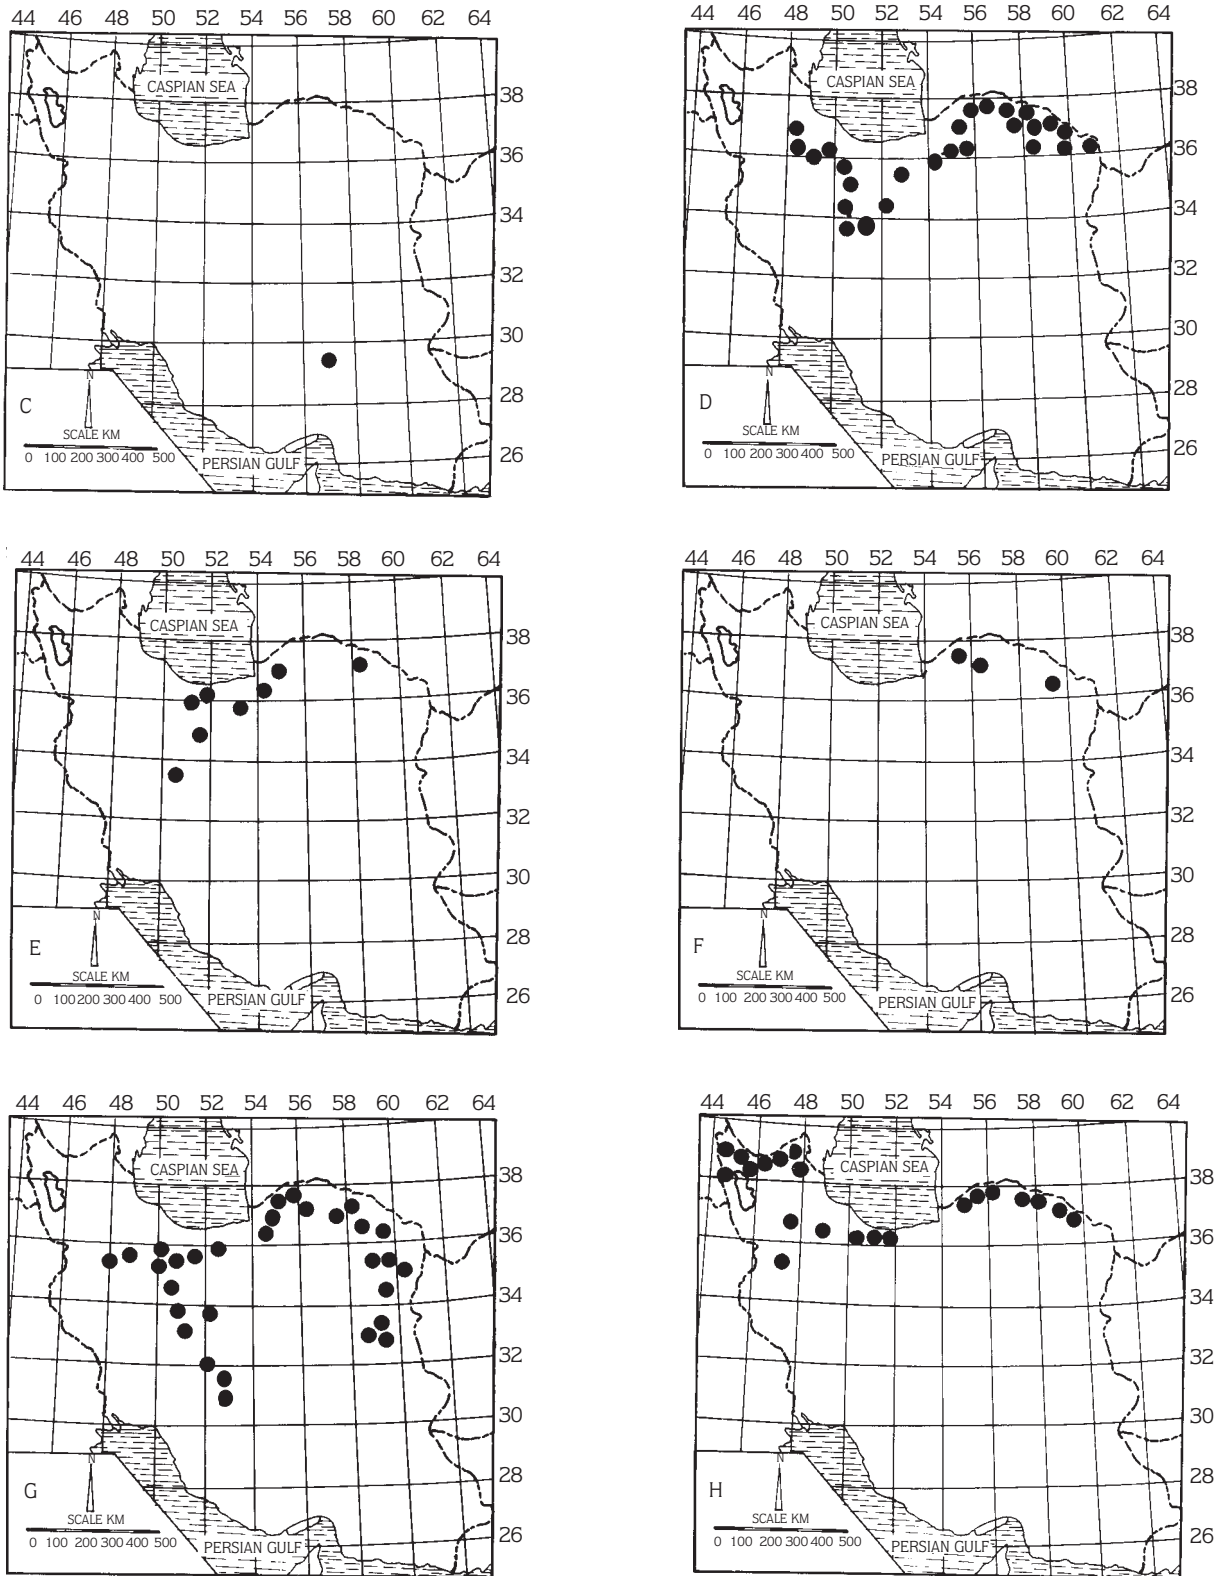 44 46 48 50 52 54 56 58 60 62 64
CASPIAN SEA
38
36
34
32
30
28
26
N
C
SCALE KM
0 100 200 300 400 500
PERSIAN GULF
44 46 48 50 52 54 56 58 60 62 64
CASPIAN SEA
38
36
34
32
30
28
26
N
D
SCALE KM
0 100 200 300 400 500
PERSIAN GULF
44 46 48 50 52 54 56 58 60 62 64
CASPIAN SEA
38
36
34
32
30
28
26
N
E
SCALE KM
0 100 200 300 400 500
PERSIAN GULF
44 46 48 50 52 54 56 58 60 62 64
CASPIAN SEA
38
36
34
32
30
28
26
N
F
SCALE KM
0 100 200 300 400 500
PERSIAN GULF
44 46 48 50 52 54 56 58 60 62 64
CASPIAN SEA
38
36
34
32
30
28
26
N
G
SCALE KM
0 100 200 300 400 500
PERSIAN GULF
44 46 50 52 54 56 58 60 62 64
CASPIAN SEA
38
36
34
32
30
28
26
N
H
SCALE KM
0 100 200 300 400 500
PERSIAN GULF